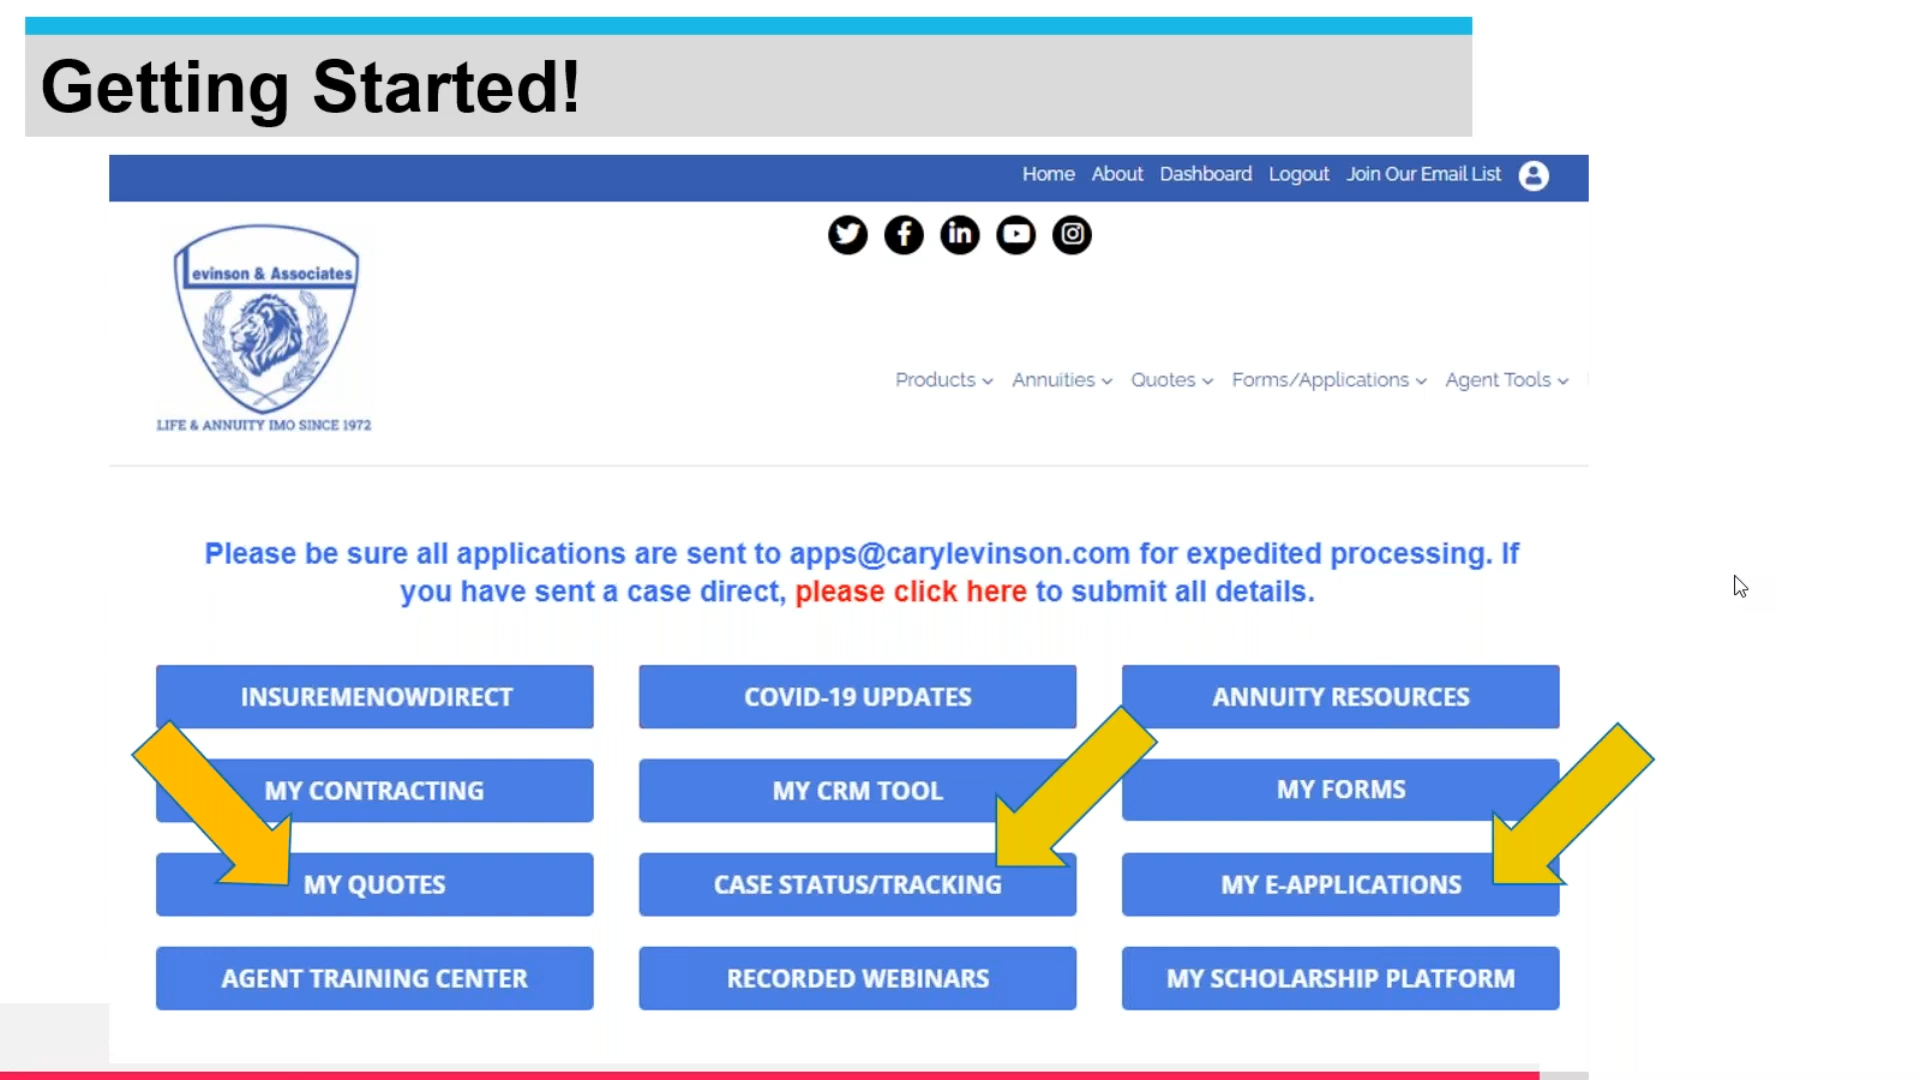 Getting Started!
Home About Dashboard Logout Join Our Email List
Levinson & Associates
LIFE & ANNUITY IMO SINCE 1972
Products Annuities Quotes Forms/Applications Agent Tools
Please be sure all applications are sent to apps@carylevinson.com for expedited processing. If
you have sent a case direct, please click here to submit all details.
INSUREMENOWDIRECT COVID-19 UPDATES ANNUITY RESOURCES
MY CONTRACTING MY CRM TOOL MY FORMS
MY QUOTES CASE STATUS/TRACKING MY E-APPLICATIONS
AGENT TRAINING CENTER RECORDED WEBINARS MY SCHOLARSHIP PLATFORM